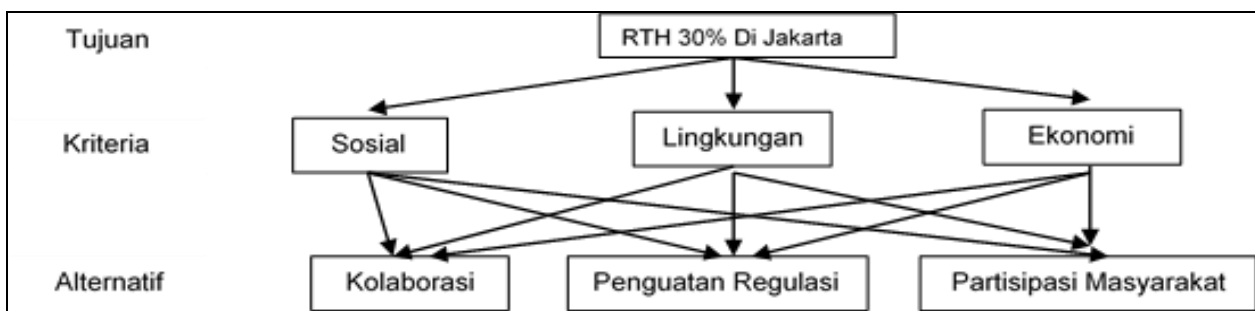 Tujuan
RTH 30% Di Jakarta
Kriteria
Sosial
Lingkungan
Ekonomi
Alternatif
Kolaborasi
Penguatan Regulasi
Partisipasi Masyarakat